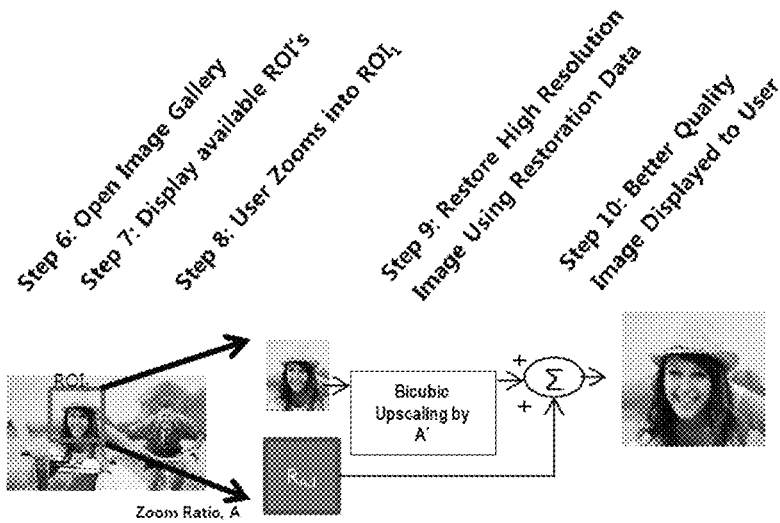 Step 6: Open Image Gallery
Step 7: Display available ROI's
Step 8: User Zooms into ROI₁
Step 9: Restore High Resolution
Image Using Restoration Data
Step 10: Better Quality
Image Displayed to User
ROI₁
Bicubic
Upscaling by
A'
+
+
Σ
Zoom Ratio, A